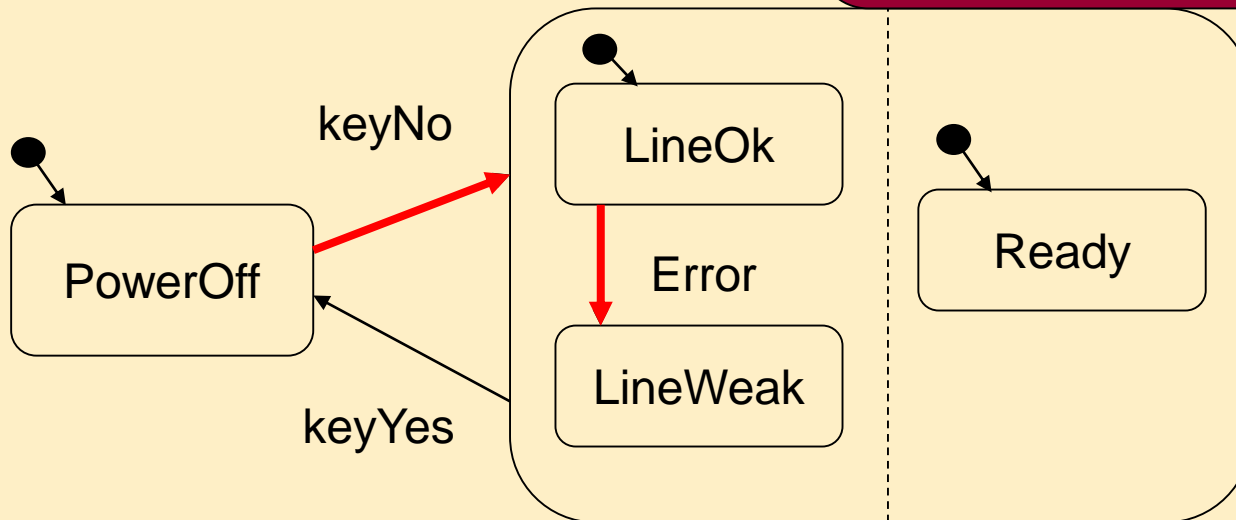 keyNo
LineOk
PowerOff
Error
Ready
LineWeak
keyYes